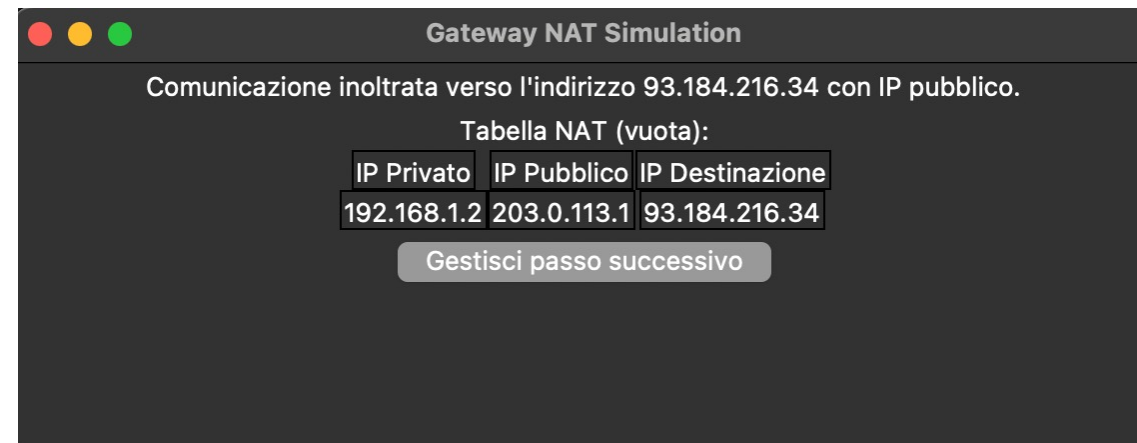 Gateway NAT Simulation
Comunicazione inoltrata verso l'indirizzo 93.184.216.34 con IP pubblico.
Tabella NAT (vuota):
IP Privato IP Pubblico IP Destinazione
192.168.1.2 203.0.113.1 93.184.216.34
Gestisci passo successivo